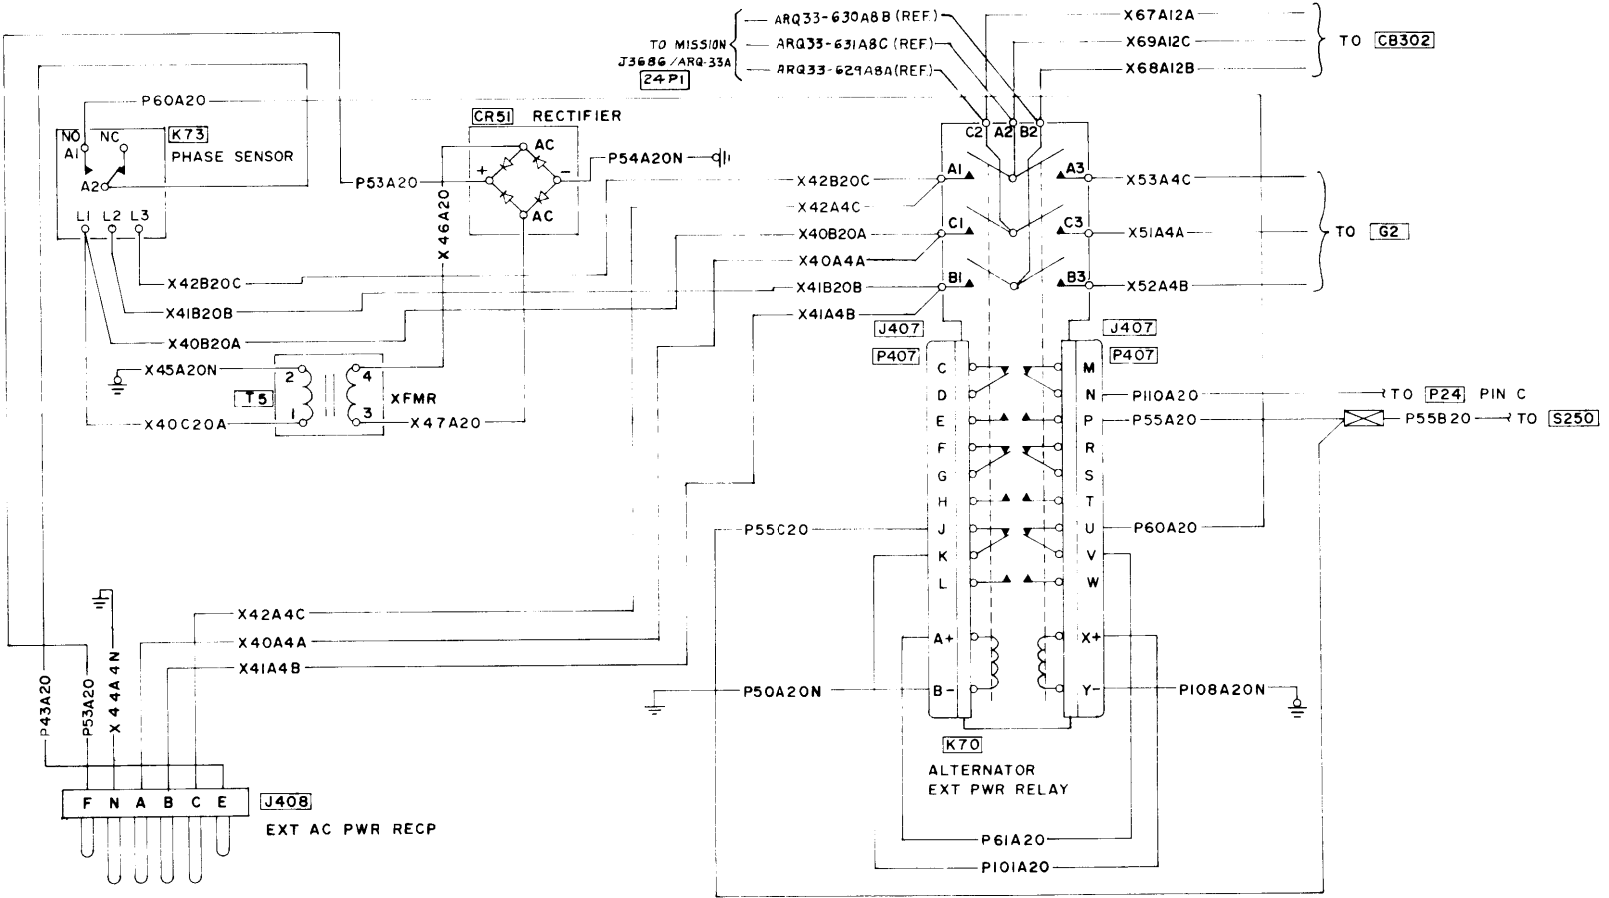 ARQ33-630A8B (REF.)
X67A12A
TO MISSION
ARQ33-631A8C (REF)
X69A12C
TO CB302
J3686/ARQ-33A
24P1
ARQ33-629A8A (REF.)
X68A12B
P60A20
CR51 RECTIFIER
NO NC
K73
A1
PHASE SENSOR
A2
C2 A2 B2
AC
P54A20N
+ -
P53A20
AC
X46A20
L1 L2 L3
X42B20C
A1 A3
X53A4C
X42A4C
X40B20A
C1 C3
X51A4A
TO G2
X40A4A
X42B20C
X41B20B
B1 B3
X52A4B
X41B20B
X41A4B
X40B20A
J407
J407
P407
P407
X45A20N
2 4
T5
XFMR
1 3
X40C20A
X47A20
C M
D N
P110A20
TO P24 PIN C
E P
P55A20
P55B20
TO S250
F R
G S
H T
P55C20
J U
P60A20
K V
L W
X42A4C
X40A4A
A+ X+
X41A4B
P43A20
P53A20
X44A4N
P50A20N
B- Y-
P108A20N
K70
ALTERNATOR
EXT PWR RELAY
F N A B C E
J408
EXT AC PWR RECP
P61A20
P101A20